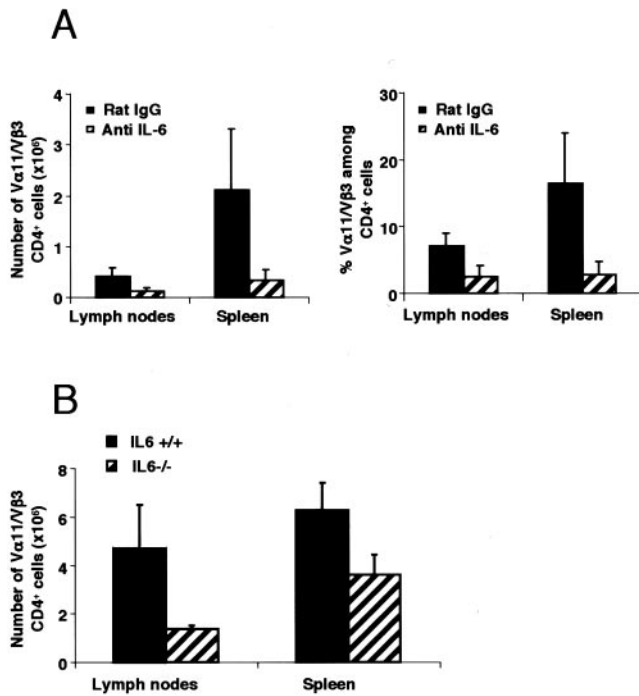 A
Number of Vα11/Vβ3
CD4+ cells (x10⁶)
4
3
2
1
0
Rat IgG
Anti IL-6
Lymph nodes
Spleen
% Vα11/Vβ3 among
CD4+ cells
30
20
10
0
Rat IgG
Anti IL-6
Lymph nodes
Spleen
B
Number of Vα11/Vβ3
CD4+ cells (x10⁶)
8
6
4
2
0
IL6 +/+
IL6-/-
Lymph nodes
Spleen